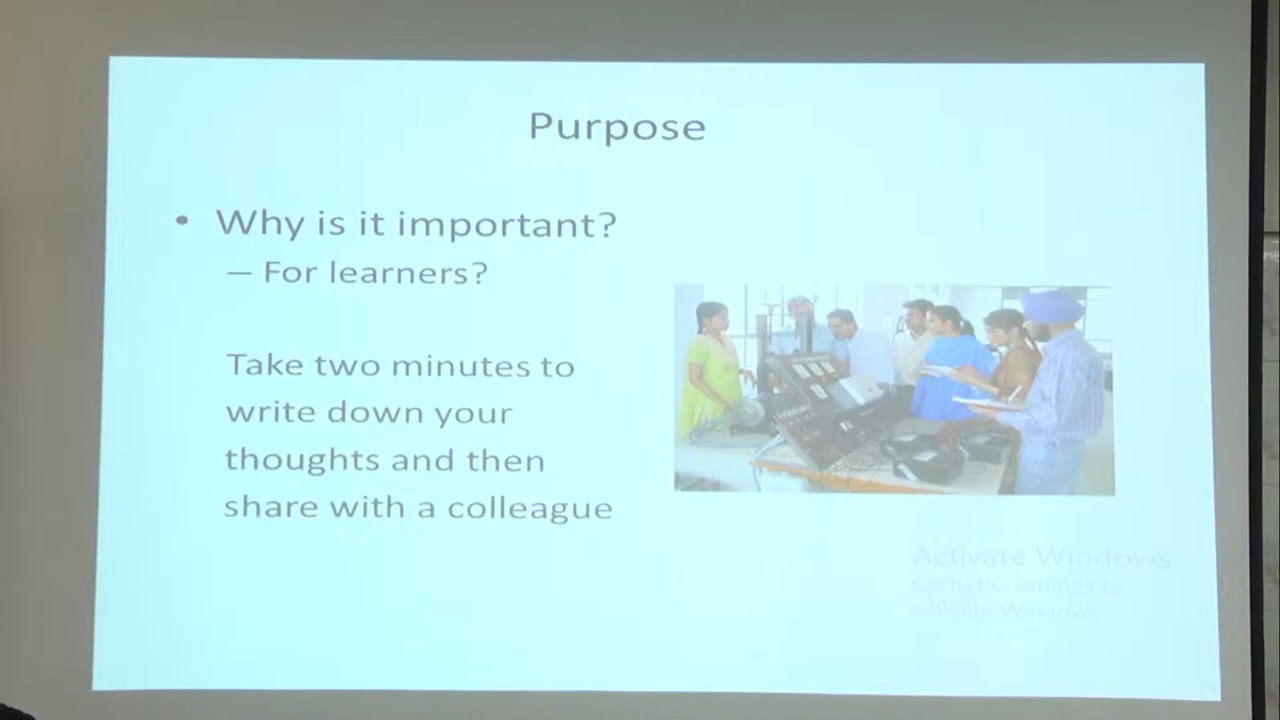 Purpose
• Why is it important?
– For learners?
Take two minutes to
write down your
thoughts and then
share with a colleague
Activate Windows
Go to PC settings to
activate Windows.